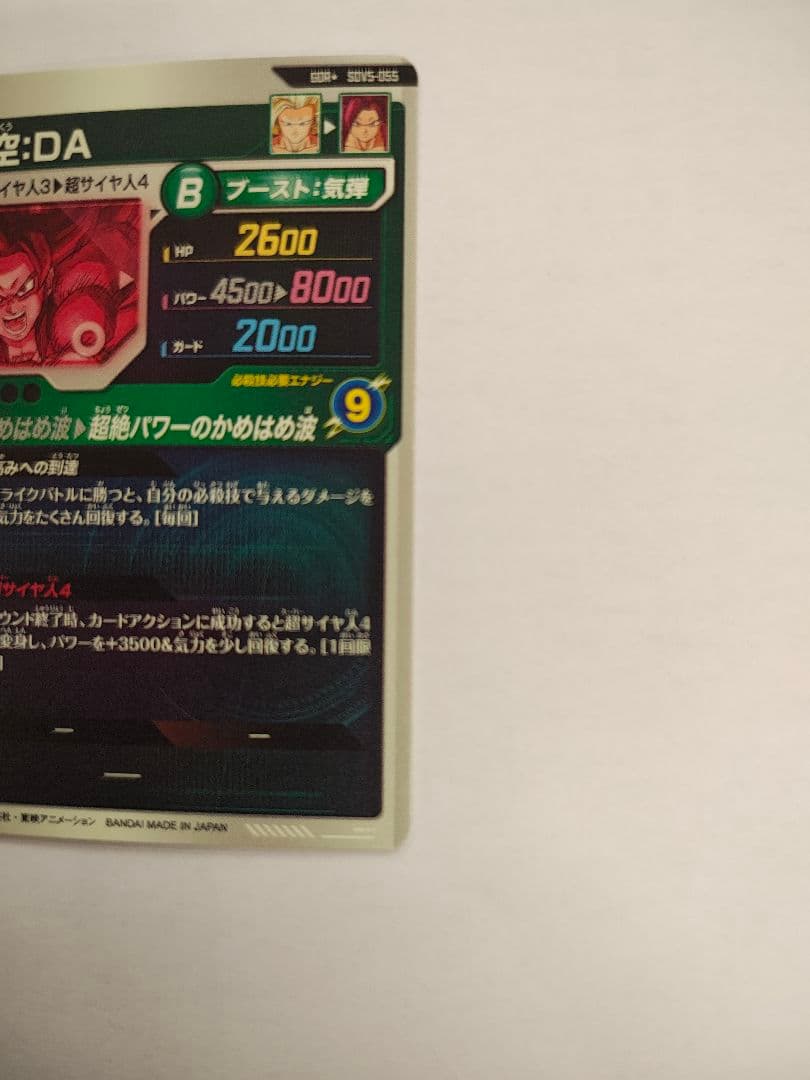 SDV5-055
空:DA
イヤ人3▶超サイヤ人4
B ブースト:気弾
HP 2600
パワー 4500▶8000
ガード 2000
必殺技必要エナジー
9
めはめ波▶超絶パワーのかめはめ波
高みへの到達
ライクバトルに勝つと、自分の必殺技で与えるダメージを
気力をたくさん回復する。[毎回]
サイヤ人4
ウンド終了時、カードアクションに成功すると超サイヤ人4
変身し、パワーを+3500&気力を少し回復する。[1回限
]
社・東映アニメーション BANDAI MADE IN JAPAN